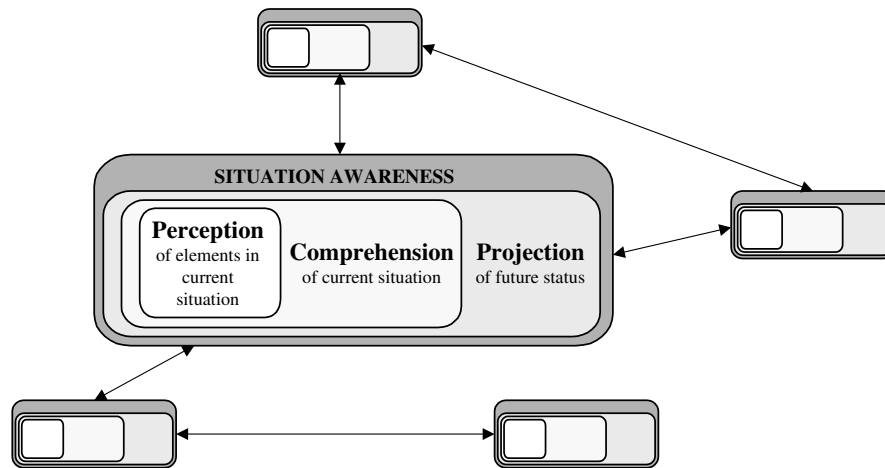 SITUATION AWARENESS
Perception
of elements in
current
situation
Comprehension
of current situation
Projection
of future status